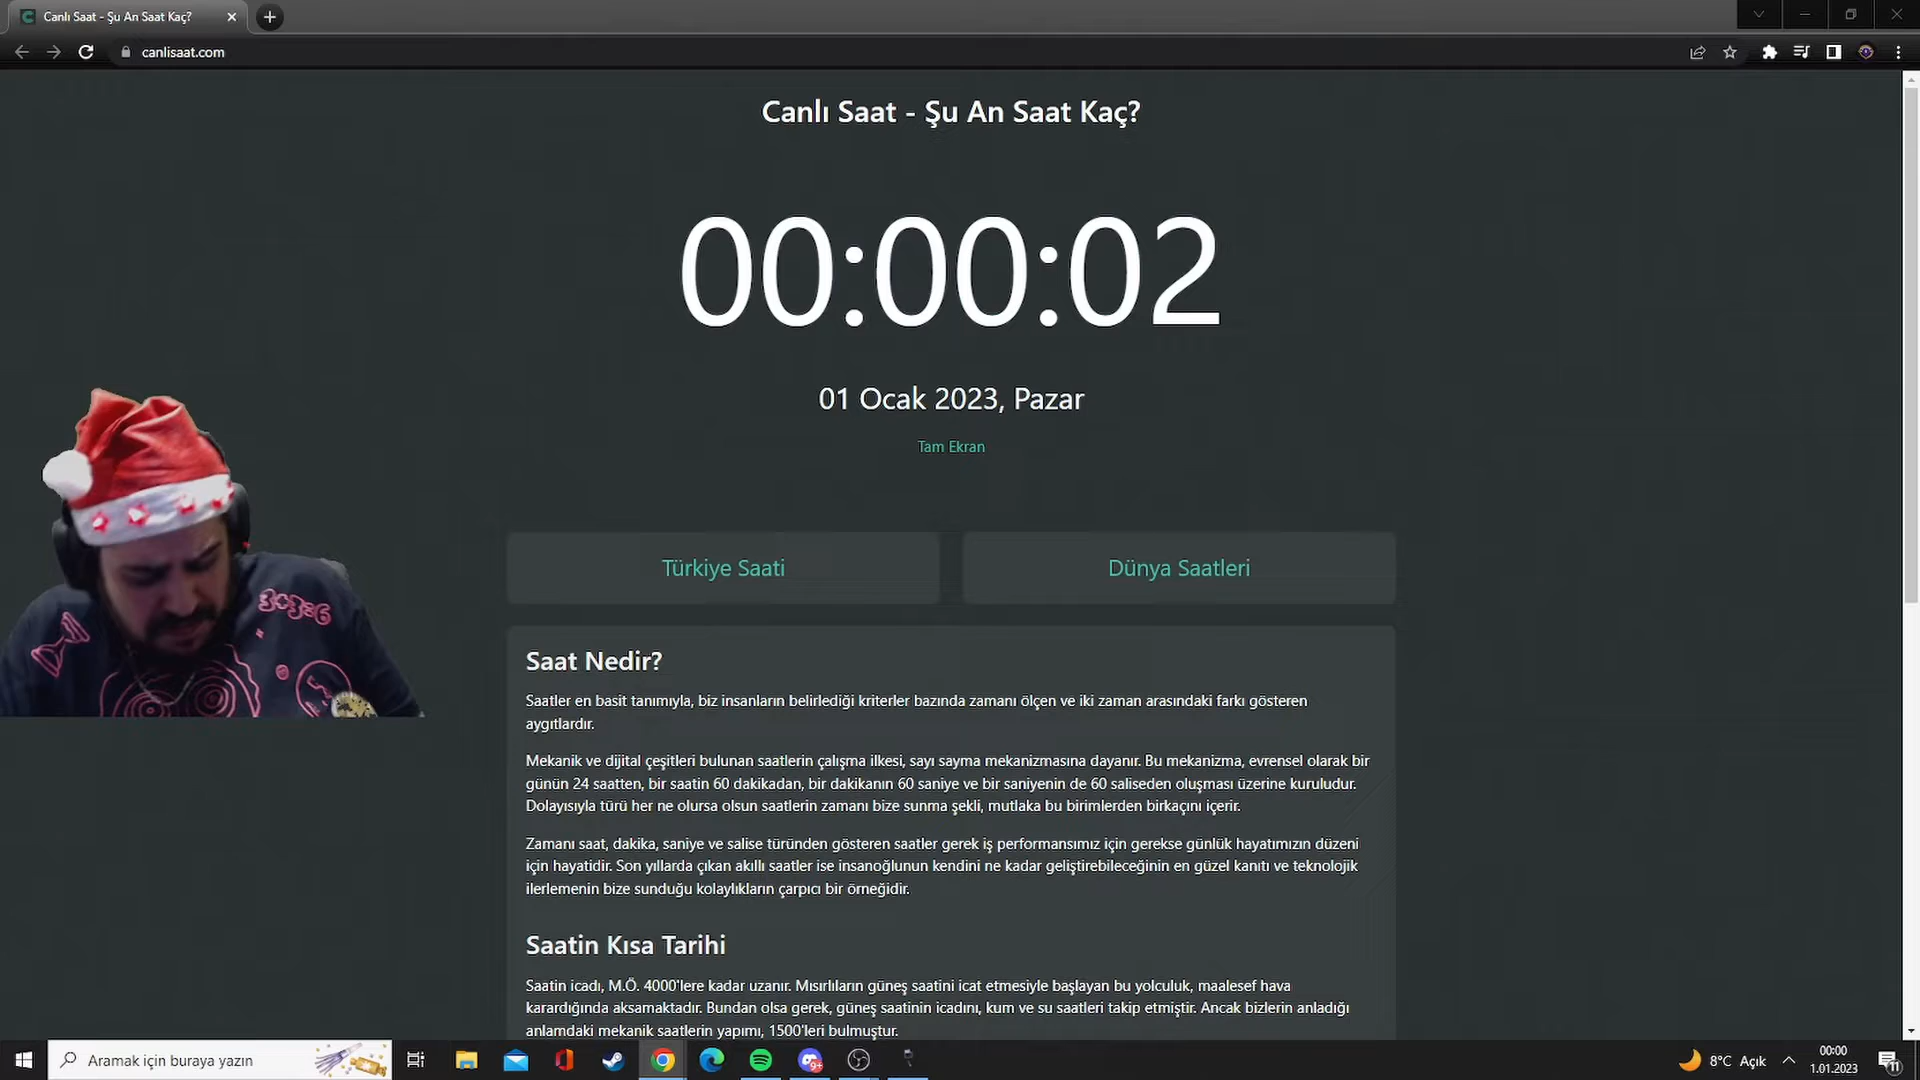 Canlı Saat - Şu An Saat Kaç?
canlisaat.com
Canlı Saat - Şu An Saat Kaç?
00:00:02
01 Ocak 2023, Pazar
Tam Ekran
Türkiye Saati
Dünya Saatleri
3+3=6
Saat Nedir?
Saatler en basit tanımıyla, biz insanların belirlediği kriterler bazında zamanı ölçen ve iki zaman arasındaki farkı gösteren
aygıtlardır.
Mekanik ve dijital çeşitleri bulunan saatlerin çalışma ilkesi, sayı sayma mekanizmasına dayanır. Bu mekanizma, evrensel olarak bir
günün 24 saatten, bir saatin 60 dakikadan, bir dakikanın 60 saniye ve bir saniyenin de 60 saliseden oluşması üzerine kuruludur.
Dolayısıyla türü her ne olursa olsun saatlerin zamanı bize sunma şekli, mutlaka bu birimlerden birkaçını içerir.
Zamanı saat, dakika, saniye ve salise türünden gösteren saatler gerek iş performansımız için gerekse günlük hayatımızın düzeni
için hayatidir. Son yıllarda çıkan akıllı saatler ise insanoğlunun kendini ne kadar geliştirebileceğinin en güzel kanıtı ve teknolojik
ilerlemenin bize sunduğu kolaylıkların çarpıcı bir örneğidir.
Saatin Kısa Tarihi
Saatin icadı, M.Ö. 4000'lere kadar uzanır. Mısırlıların güneş saatini icat etmesiyle başlayan bu yolculuk, maalesef hava
karardığında aksamaktadır. Bundan olsa gerek, güneş saatinin icadını, kum ve su saatleri takip etmiştir. Ancak bizlerin anladığı
anlamdaki mekanik saatlerin yapımı, 1500'leri bulmuştur.
Aramak için buraya yazın
9+
8°C Açık
00:00
1.01.2023
11